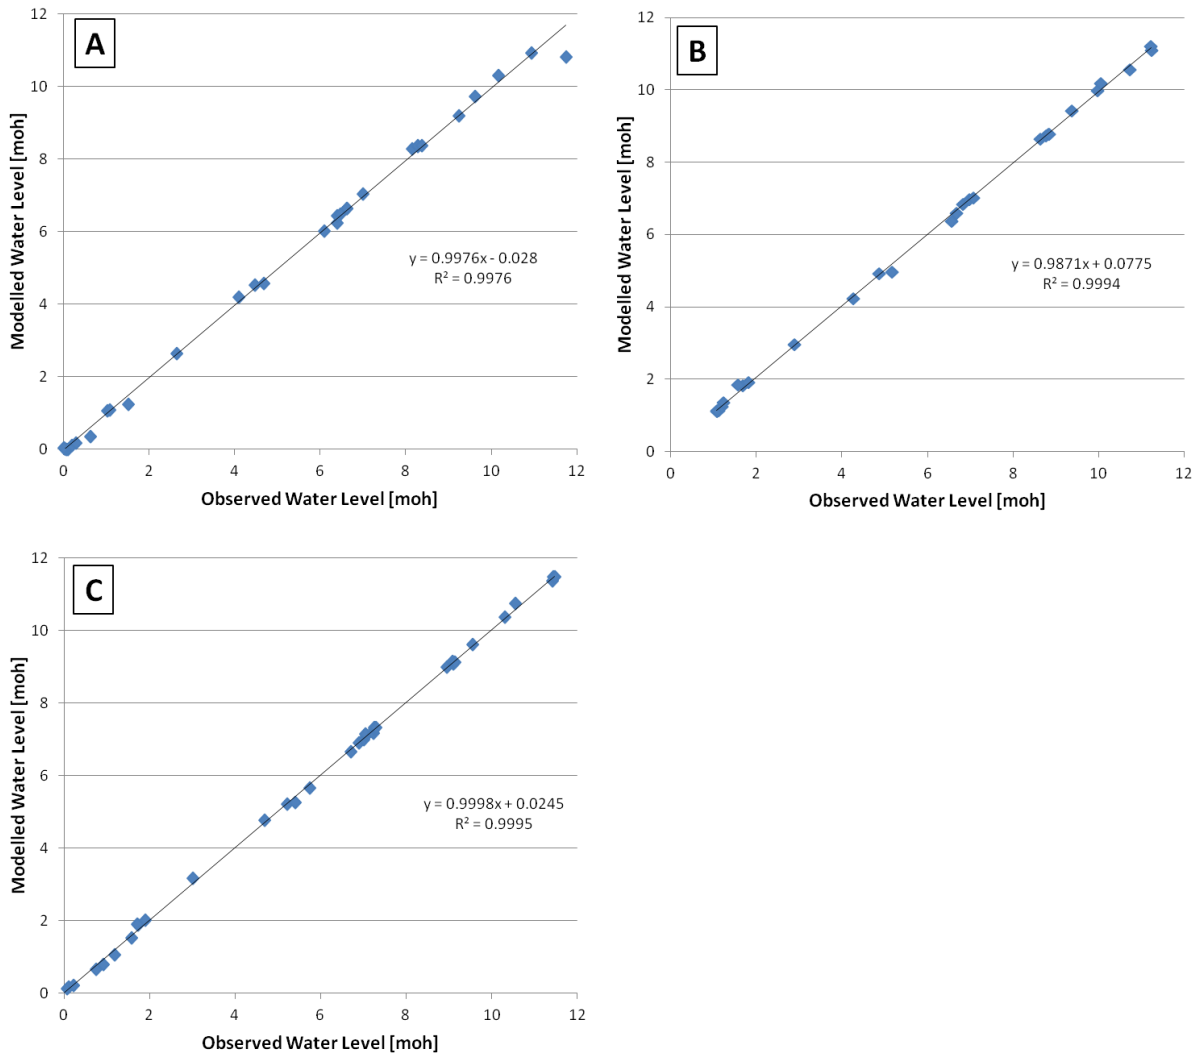 A
12
10
8
6
4
2
0
Modelled Water Level [moh]
y = 0.9976x - 0.028
R² = 0.9976
0 2 4 6 8 10 12
Observed Water Level [moh]
B
12
10
8
6
4
2
0
Modelled Water Level [moh]
y = 0.9871x + 0.0775
R² = 0.9994
0 2 4 6 8 10 12
Observed Water Level [moh]
C
12
10
8
6
4
2
0
Modelled Water Level [moh]
y = 0.9998x + 0.0245
R² = 0.9995
0 2 4 6 8 10 12
Observed Water Level [moh]